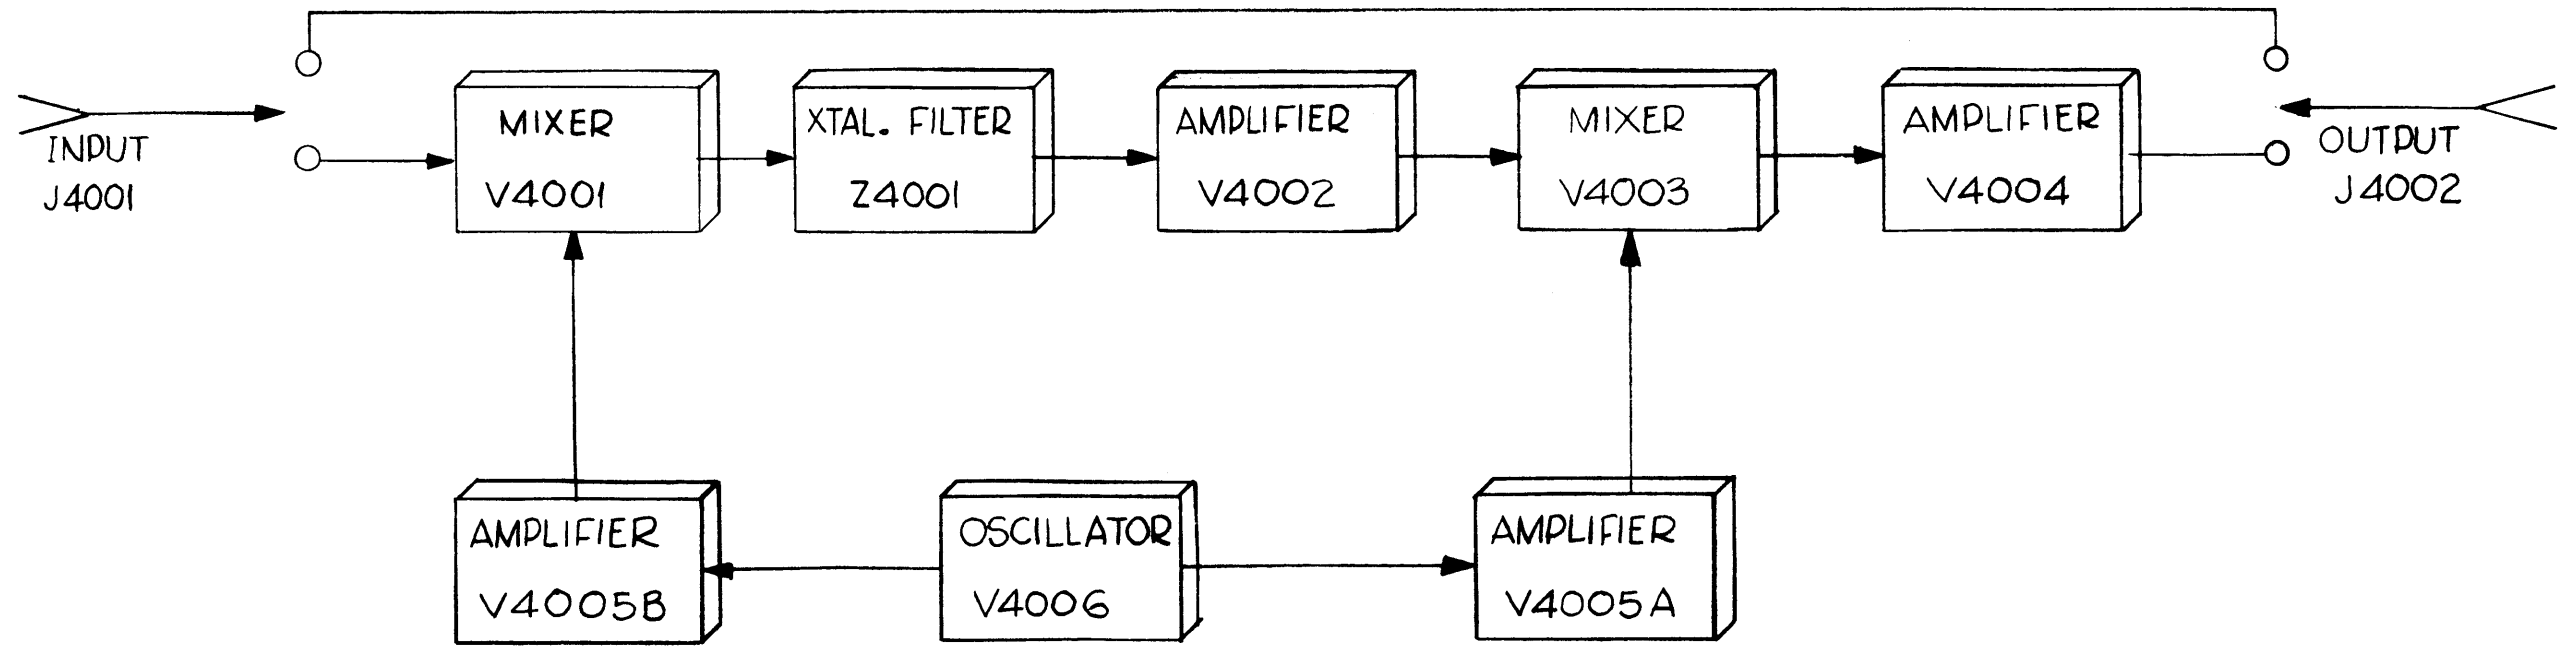 INPUT
J4001
MIXER
V4001
XTAL. FILTER
Z4001
AMPLIFIER
V4002
MIXER
V4003
AMPLIFIER
V4004
OUTPUT
J4002
AMPLIFIER
V4005B
OSCILLATOR
V4006
AMPLIFIER
V4005A